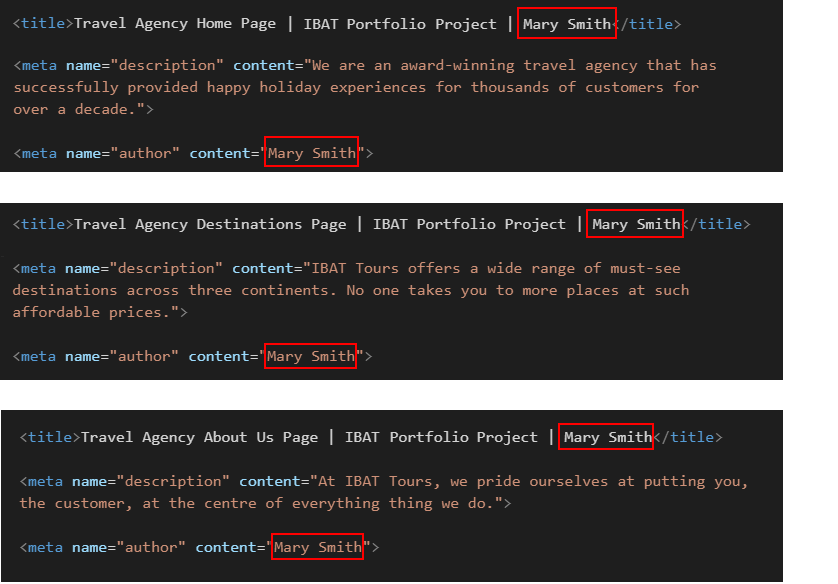 <title>Travel Agency Home Page | IBAT Portfolio Project | Mary Smith</title>
<meta name="description" content="We are an award-winning travel agency that has
successfully provided happy holiday experiences for thousands of customers for
over a decade.">
<meta name="author" content="Mary Smith">
<title>Travel Agency Destinations Page | IBAT Portfolio Project | Mary Smith</title>
<meta name="description" content="IBAT Tours offers a wide range of must-see
destinations across three continents. No one takes you to more places at such
affordable prices.">
<meta name="author" content="Mary Smith">
<title>Travel Agency About Us Page | IBAT Portfolio Project | Mary Smith</title>
<meta name="description" content="At IBAT Tours, we pride ourselves at putting you,
the customer, at the centre of everything thing we do.">
<meta name="author" content="Mary Smith">